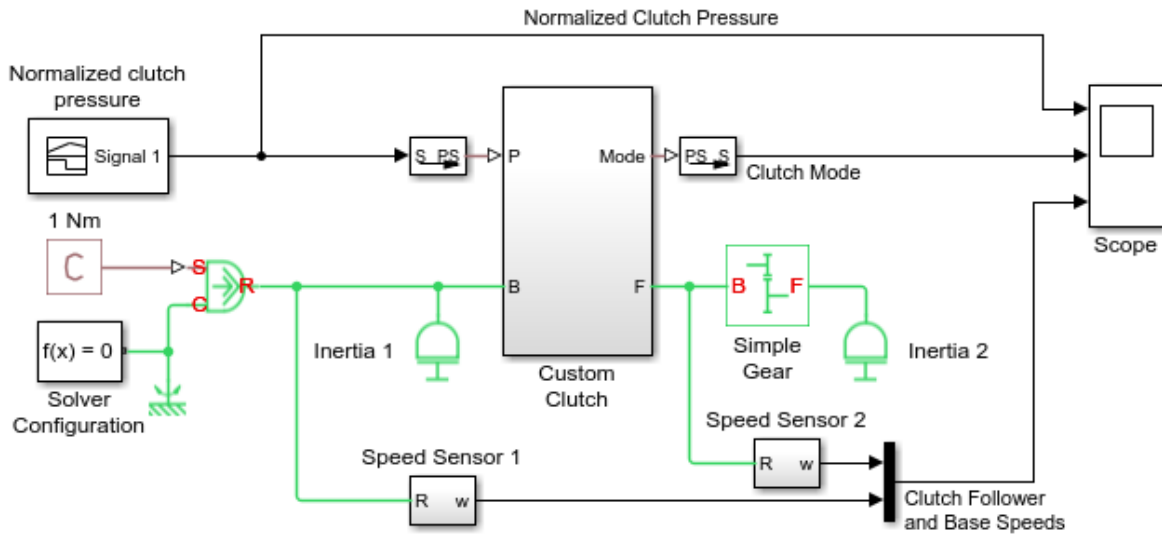 Normalized Clutch Pressure
Normalized clutch
pressure
Signal 1
S PS
P
Mode
PS S
Clutch Mode
Scope
1 Nm
C
S
C
R
B
F
B
F
f(x) = 0
Solver
Configuration
Inertia 1
Custom
Clutch
Simple
Gear
Inertia 2
Speed Sensor 1
R
w
Speed Sensor 2
R
w
Clutch Follower
and Base Speeds